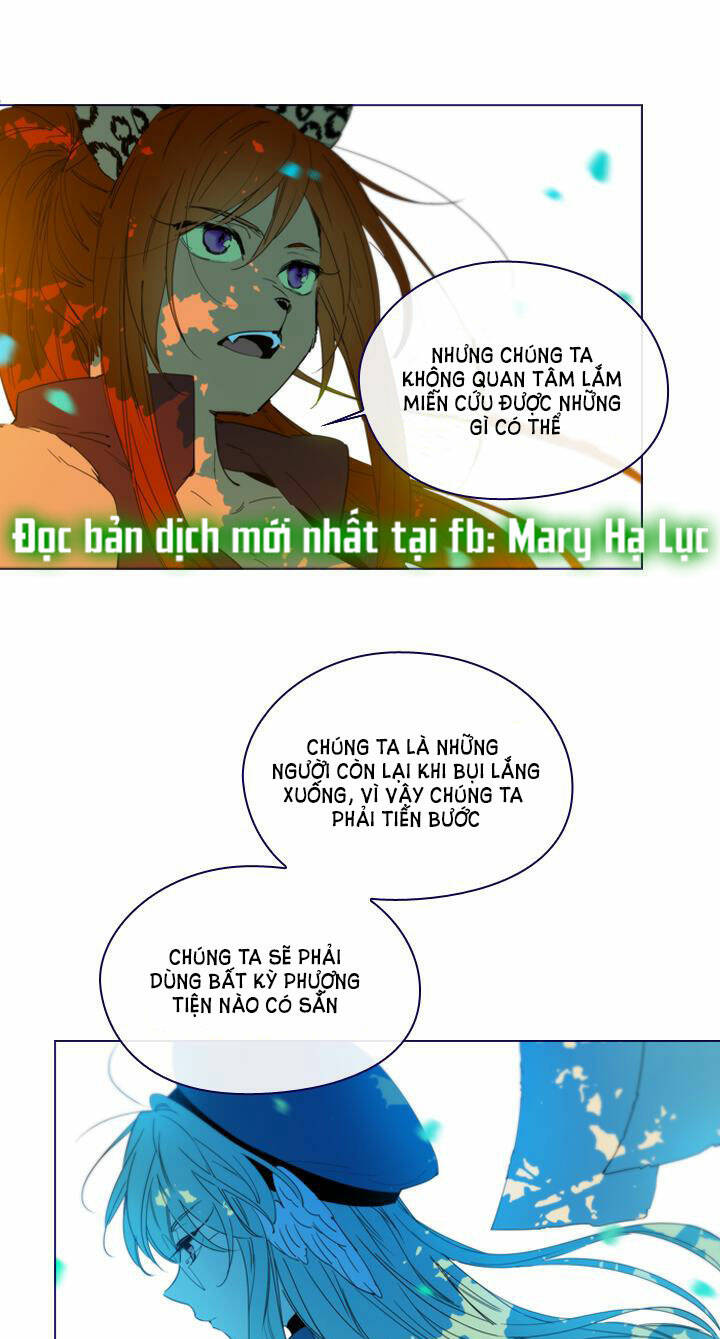 NHƯNG CHÚNG TA
KHÔNG QUAN TÂM LẮM
MIỄN CỨU ĐƯỢC NHỮNG
GÌ CÓ THỂ
Đọc bản dịch mới nhất tại fb: Mary Hạ Lục
CHÚNG TA LÀ NHỮNG
NGƯỜI CÒN LẠI KHI BỤI LẮNG
XUỐNG, VÌ VẬY CHÚNG TA
PHẢI TIẾN BƯỚC
CHÚNG TA SẼ PHẢI
DÙNG BẤT KỲ PHƯƠNG
TIỆN NÀO CÓ SẴN